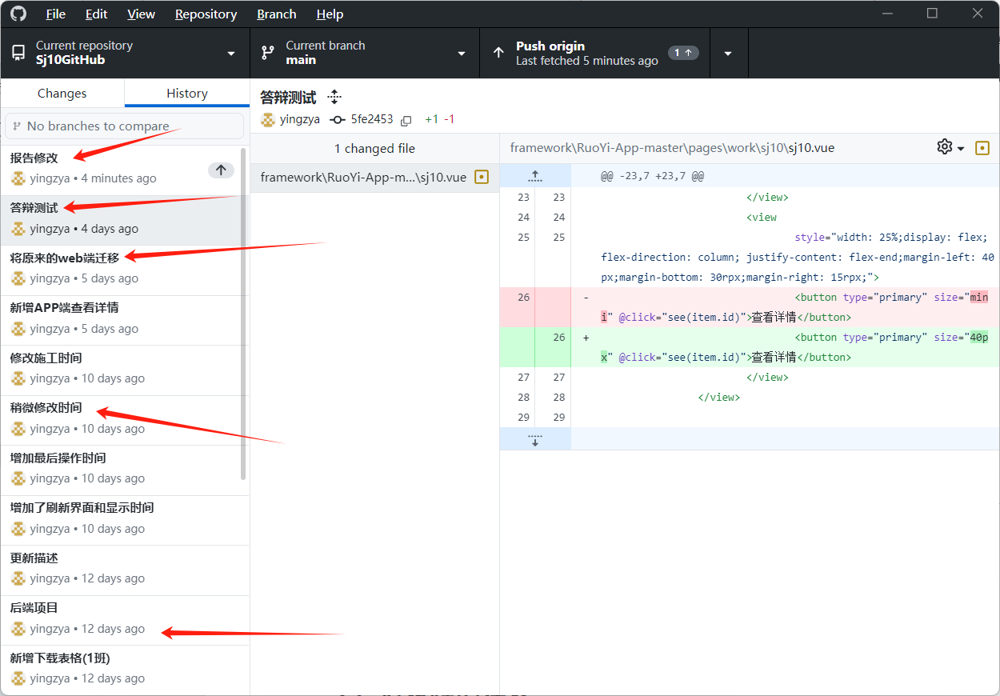 File Edit View Repository Branch Help
Current repository
Sj10GitHub
Current branch
main
Push origin
Last fetched 5 minutes ago
1
Changes
History
No branches to compare
报告修改
yingzya • 4 minutes ago
答辩测试
yingzya • 4 days ago
将原来的web端迁移
yingzya • 5 days ago
新增APP端查看详情
yingzya • 5 days ago
修改施工时间
yingzya • 10 days ago
稍微修改时间
yingzya • 10 days ago
增加最后操作时间
yingzya • 10 days ago
增加了刷新界面和显示时间
yingzya • 10 days ago
更新描述
yingzya • 12 days ago
后端项目
yingzya • 12 days ago
新增下载表格(1班)
yingzya • 12 days ago
答辩测试
yingzya 5fe2453 +1 -1
1 changed file
framework\RuoYi-App-m...\sj10.vue
framework\RuoYi-App-master\pages\work\sj10\sj10.vue
@@ -23,7 +23,7 @@
23 23 </view>
24 24 <view
25 25 style="width: 25%;display: flex;
flex-direction: column; justify-content: flex-end;margin-left: 40
px;margin-bottom: 30rpx;margin-right: 15rpx;">
26 - <button type="primary" size="min
i" @click="see(item.id)">查看详情</button>
26 + <button type="primary" size="40p
x" @click="see(item.id)">查看详情</button>
27 27 </view>
28 28 </view>
29 29